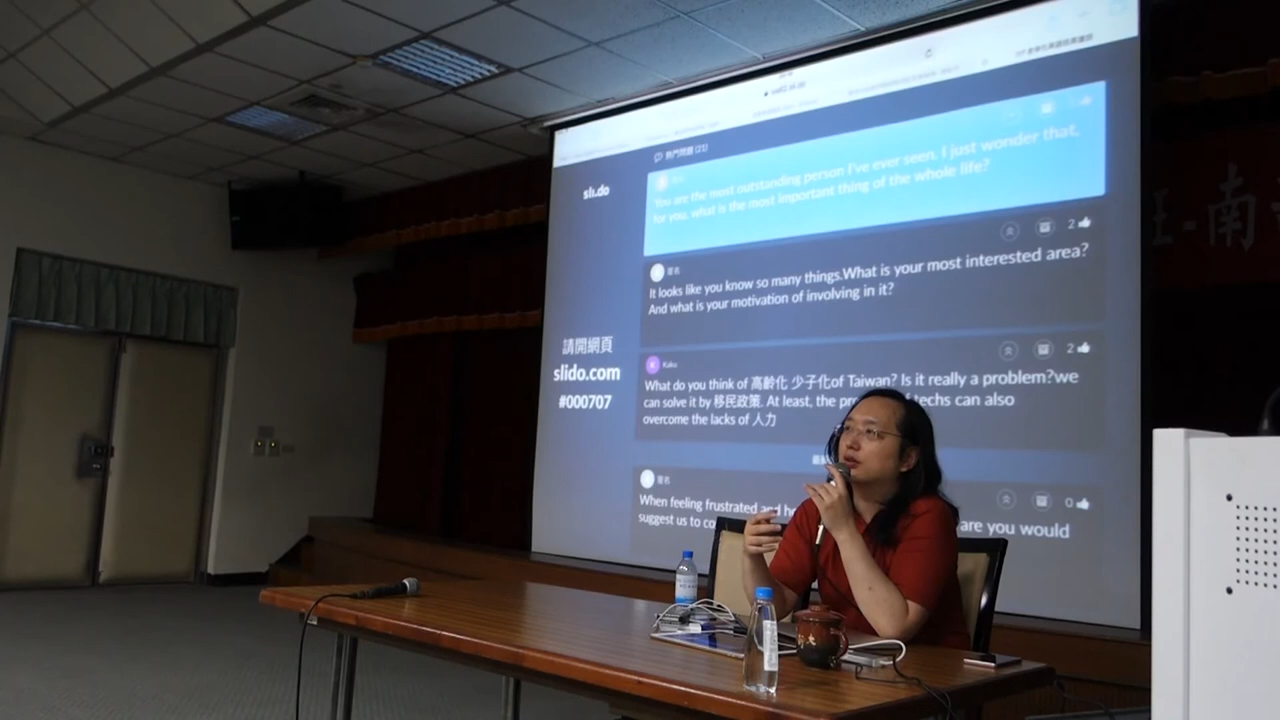 熱門問題 (21)
sli.do
You are the most outstanding person I've ever seen. I just wonder that,
for you, what is the most important thing of the whole life?
2
匿名
It looks like you know so many things.What is your most interested area?
And what is your motivation of involving in it?
請開網頁
slido.com
#000707
2
K Kaku
What do you think of 高齡化 少子化of Taiwan? Is it really a problem?we
can solve it by 移民政策. At least, the of techs can also
overcome the lacks of 人力
匿名
0
When feeling frustrated and
suggest us to are you would
南